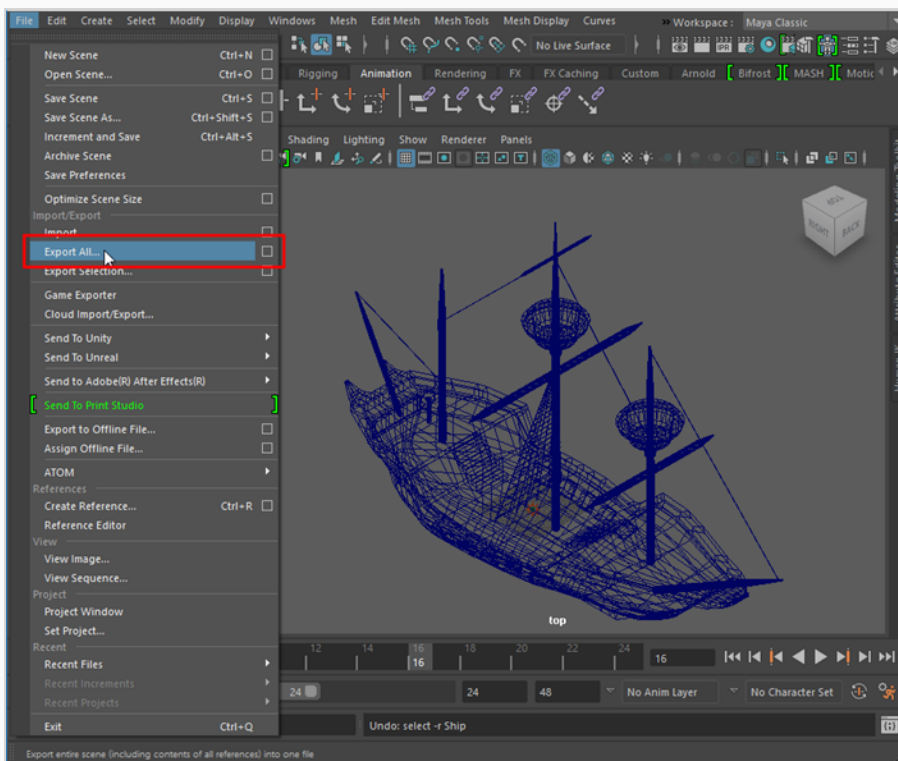 File Edit Create Select Modify Display Windows Mesh Edit Mesh Mesh Tools Mesh Display Curves Workspace : Maya Classic
No Live Surface
Rigging Animation Rendering FX FX Caching Custom Arnold Bifrost MASH Motic
Shading Lighting Show Renderer Panels
New Scene Ctrl+N
Open Scene... Ctrl+O
Save Scene Ctrl+S
Save Scene As... Ctrl+Shift+S
Increment and Save Ctrl+Alt+S
Archive Scene
Save Preferences
Optimize Scene Size
Import/Export
Import
Export All...
Export Selection...
Game Exporter
Cloud Import/Export...
Send To Unity
Send To Unreal
Send to Adobe(R) After Effects(R)
Send To Print Studio
Export to Offline File...
Assign Offline File...
ATOM
References
Create Reference... Ctrl+R
Reference Editor
View
View Image...
View Sequence...
Project
Project Window
Set Project...
Recent
Recent Files
Recent Increments
Recent Projects
Exit Ctrl+Q
TOP
RIGHT BACK
top
12 14 16 18 20 22 24
16 16
24 24 48 No Anim Layer No Character Set
Undo: select -r Ship
Export entire scene (including contents of all references) into one file